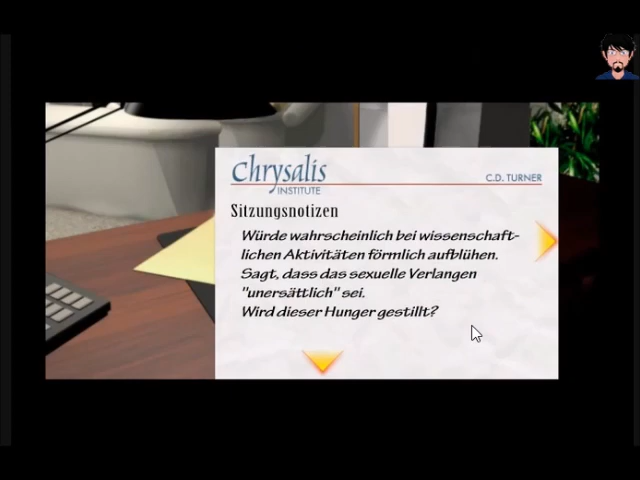 Chrysalis
INSTITUTE
C.D. TURNER
Sitzungsnotizen
Würde wahrscheinlich bei wissenschaft-
lichen Aktivitäten förmlich aufblühen.
Sagt, dass das sexuelle Verlangen
"unersättlich" sei.
Wird dieser Hunger gestillt?